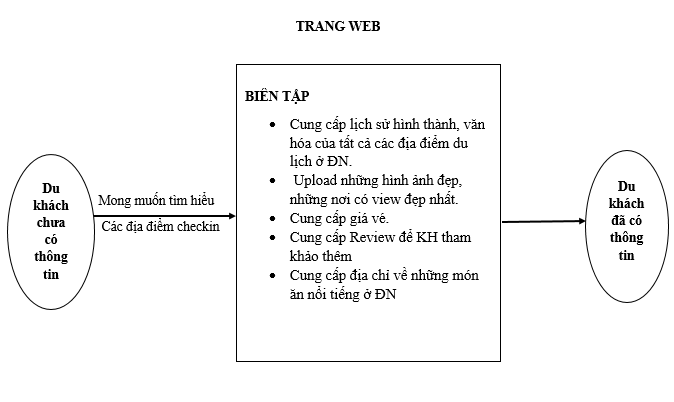 TRANG WEB
BIÊN TẬP
• Cung cấp lịch sử hình thành, văn
hóa của tất cả các địa điểm du
lịch ở ĐN.
• Upload những hình ảnh đẹp,
những nơi có view đẹp nhất.
• Cung cấp giá vé.
• Cung cấp Review để KH tham
khảo thêm
• Cung cấp địa chỉ về những món
ăn nổi tiếng ở ĐN
Du
khách
chưa
có
thông
tin
Mong muốn tìm hiểu
Các địa điểm checkin
Du
khách
đã có
thông
tin